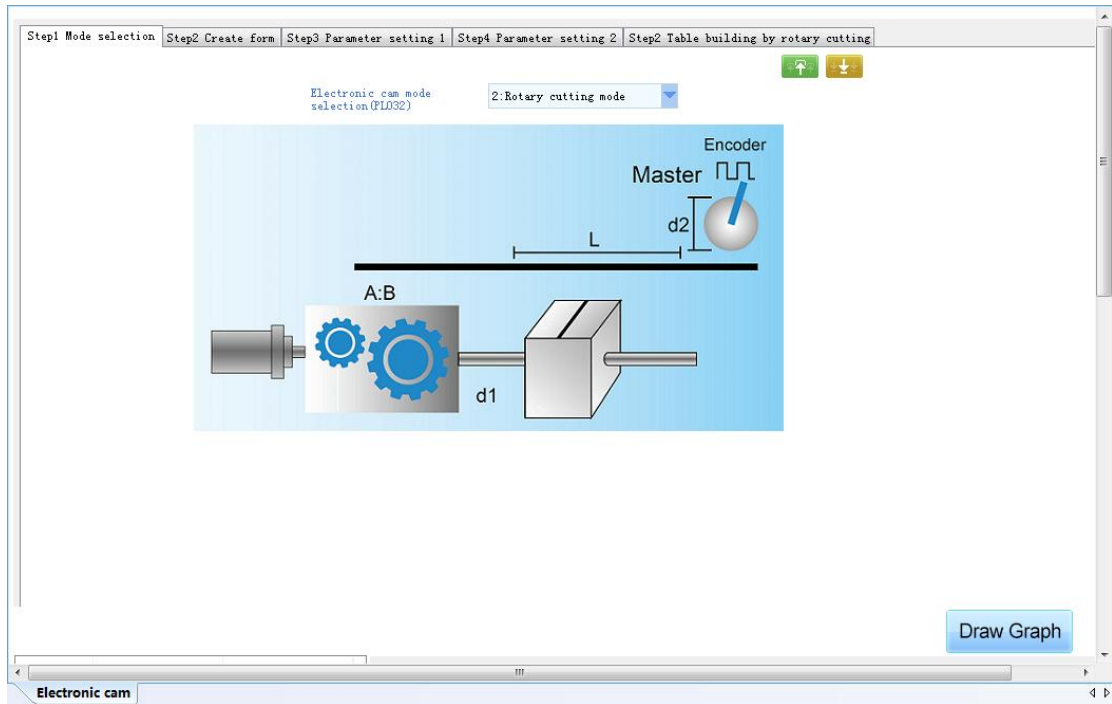 Step1 Mode selection Step2 Create form Step3 Parameter setting 1 Step4 Parameter setting 2 Step2 Table building by rotary cutting
Electronic cam mode
selection(PL032)
2:Rotary cutting mode
Encoder
Master
d2
L
A:B
d1
Draw Graph
Electronic cam